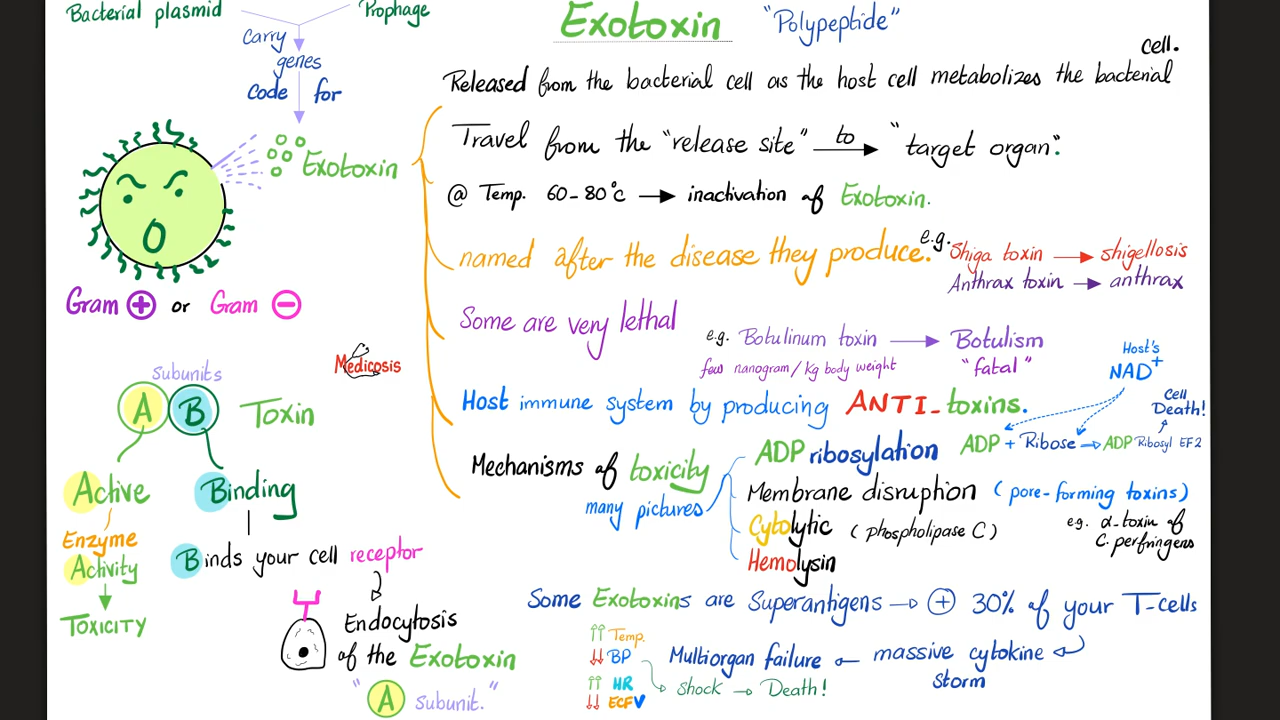 Exotoxin "Polypeptide"
Bacterial plasmid
Prophage
Carry
genes
Code for
Exotoxin
Gram + or Gram −
Medicosis
Released from the bacterial cell as the host cell metabolizes the bacterial cell.
Travel from the "release site" to → "target organ".
@ Temp. 60-80°C → inactivation of Exotoxin.
named after the disease they produce. e.g. Shiga toxin → shigellosis
Anthrax toxin → anthrax
Some are very lethal
e.g. Botulinum toxin → Botulism
few nanogram/Kg body weight "fatal"
Host immune system by producing ANTI-toxins.
Host's
NAD+
Cell
Death!
Mechanisms of toxicity
many pictures
ADP ribosylation ADP + Ribose → ADP Ribosyl EF2
Membrane disruption (pore-forming toxins)
Cytolytic (phospholipase C) e.g. α-toxin of
C. perfringens
Hemolysin
Some Exotoxins are Superantigens → + 30% of your T-cells
Multiorgan failure ← massive cytokine
storm
↑↑ Temp.
↓↓ BP
shock → Death!
↑↑ HR
↓↓ ECFV
subunits
A B Toxin
Active
Enzyme
Activity
TOXICITY
Binding
Binds your cell receptor
Endocytosis
of the Exotoxin
"A subunit."